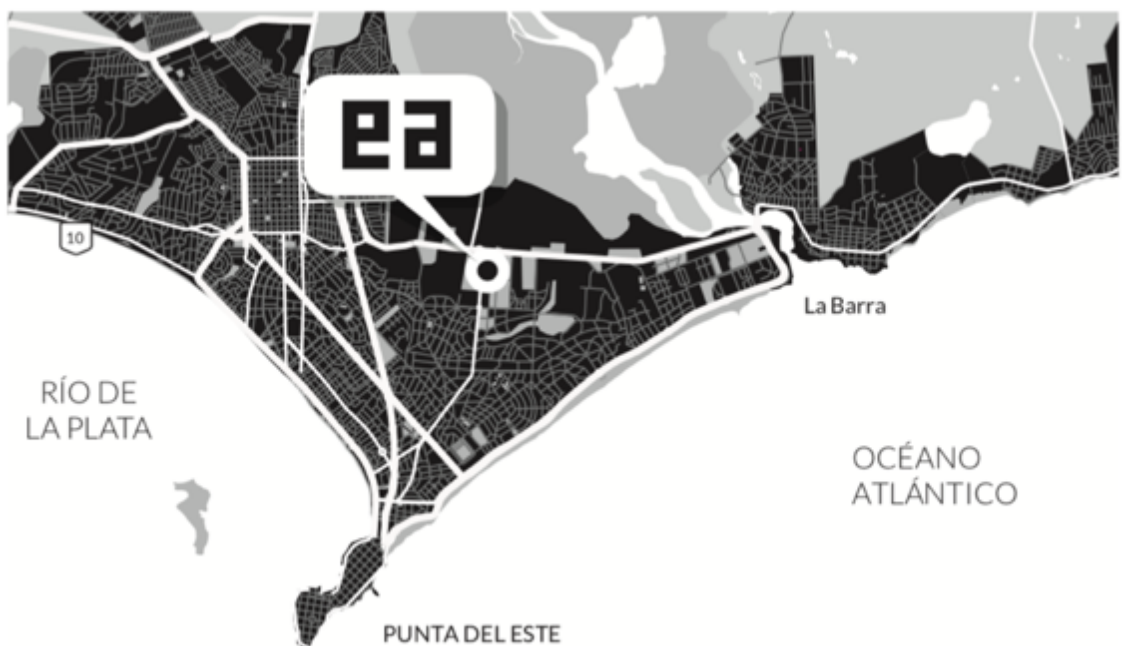 ea
10
La Barra
RÍO DE
LA PLATA
OCÉANO
ATLÁNTICO
PUNTA DEL ESTE